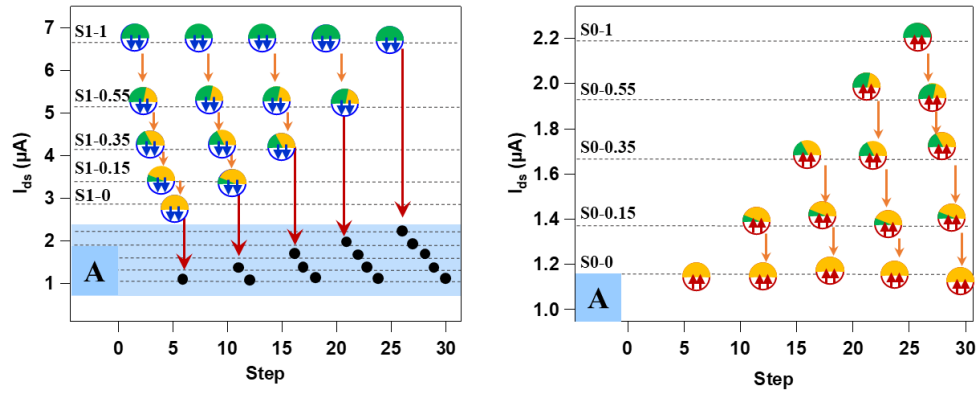 7
6
5
4
3
2
1
I_ds (µA)
S1-1
S1-0.55
S1-0.35
S1-0.15
S1-0
A
0 5 10 15 20 25 30
Step
2.2
2.0
1.8
1.6
1.4
1.2
1.0
I_ds (µA)
S0-1
S0-0.55
S0-0.35
S0-0.15
S0-0
A
0 5 10 15 20 25 30
Step